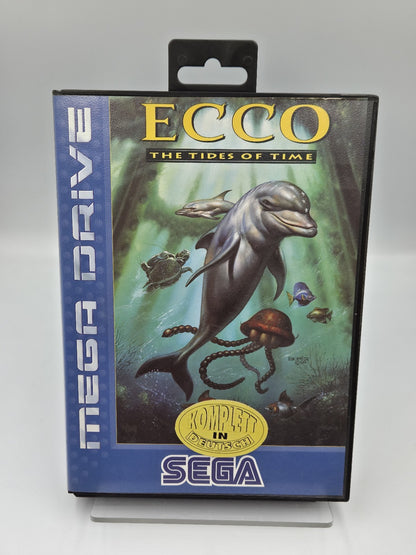 ECCO
THE TIDES OF TIME
MEGA DRIVE
KOMPLETT
IN
DEUTSCH
SEGA